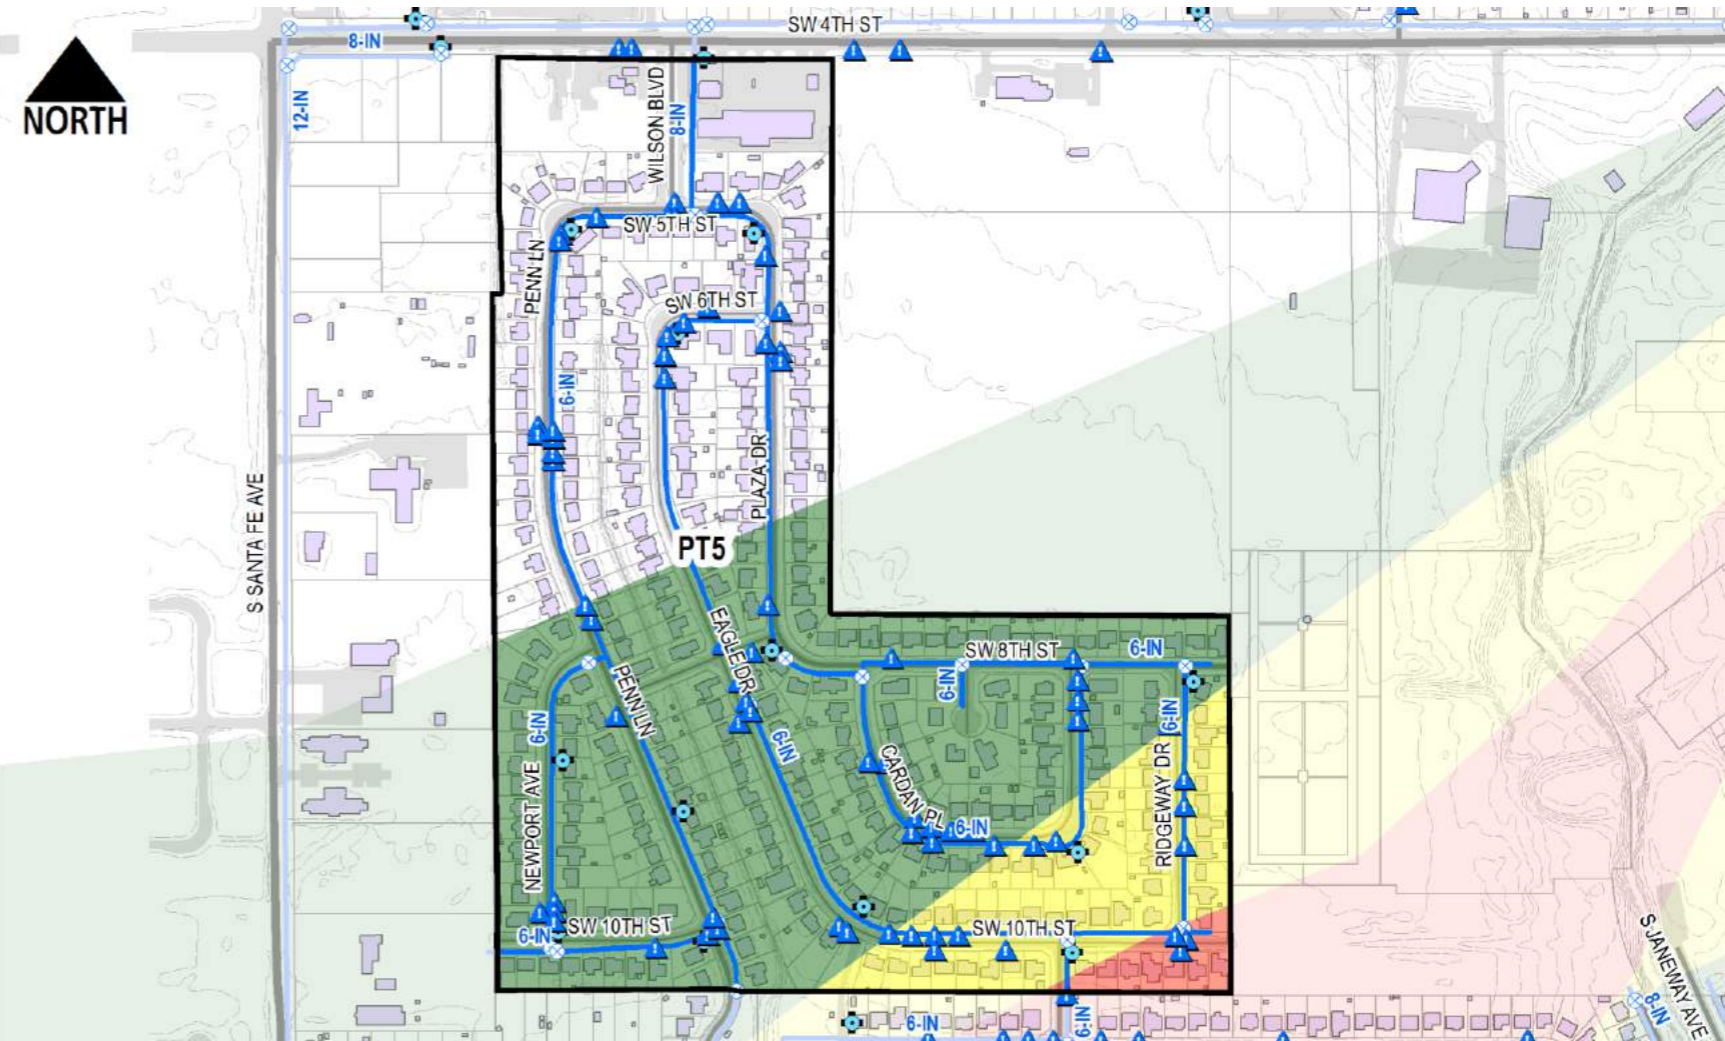 SW 4TH ST
8-IN
NORTH
12-IN
WILSON BLVD
8-IN
SW 5TH ST
PENN LN
SW 6TH ST
6-IN
PLAZA DR
S SANTA FE AVE
PT5
EAGLE DR
SW 8TH ST
6-IN
PENN LN
6-IN
6-IN
6-IN
6-IN
CARDAN PL
6-IN
RIDGEWAY DR
NEWPORT AVE
SW 10TH ST
6-IN
SW 10TH ST
S JANEWAY AVE
8-IN
6-IN
6-IN